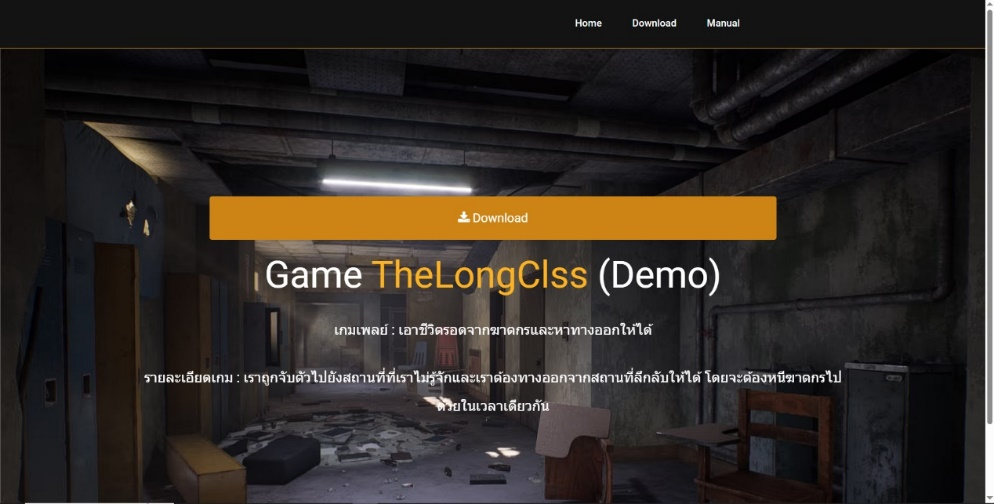 Home Download Manual
Download
Game TheLongClss (Demo)
เกมเพลย์ : เอาชีวิตรอดจากฆาตกรและหาทางออกให้ได้
รายละเอียดเกม : เราถูกจับตัวไปยังสถานที่ที่เราไม่รู้จักและเราต้องทางออกจากสถานที่ลึกลับให้ได้ โดยจะต้องหนีฆาตกรไป
ด้วยในเวลาเดียวกัน